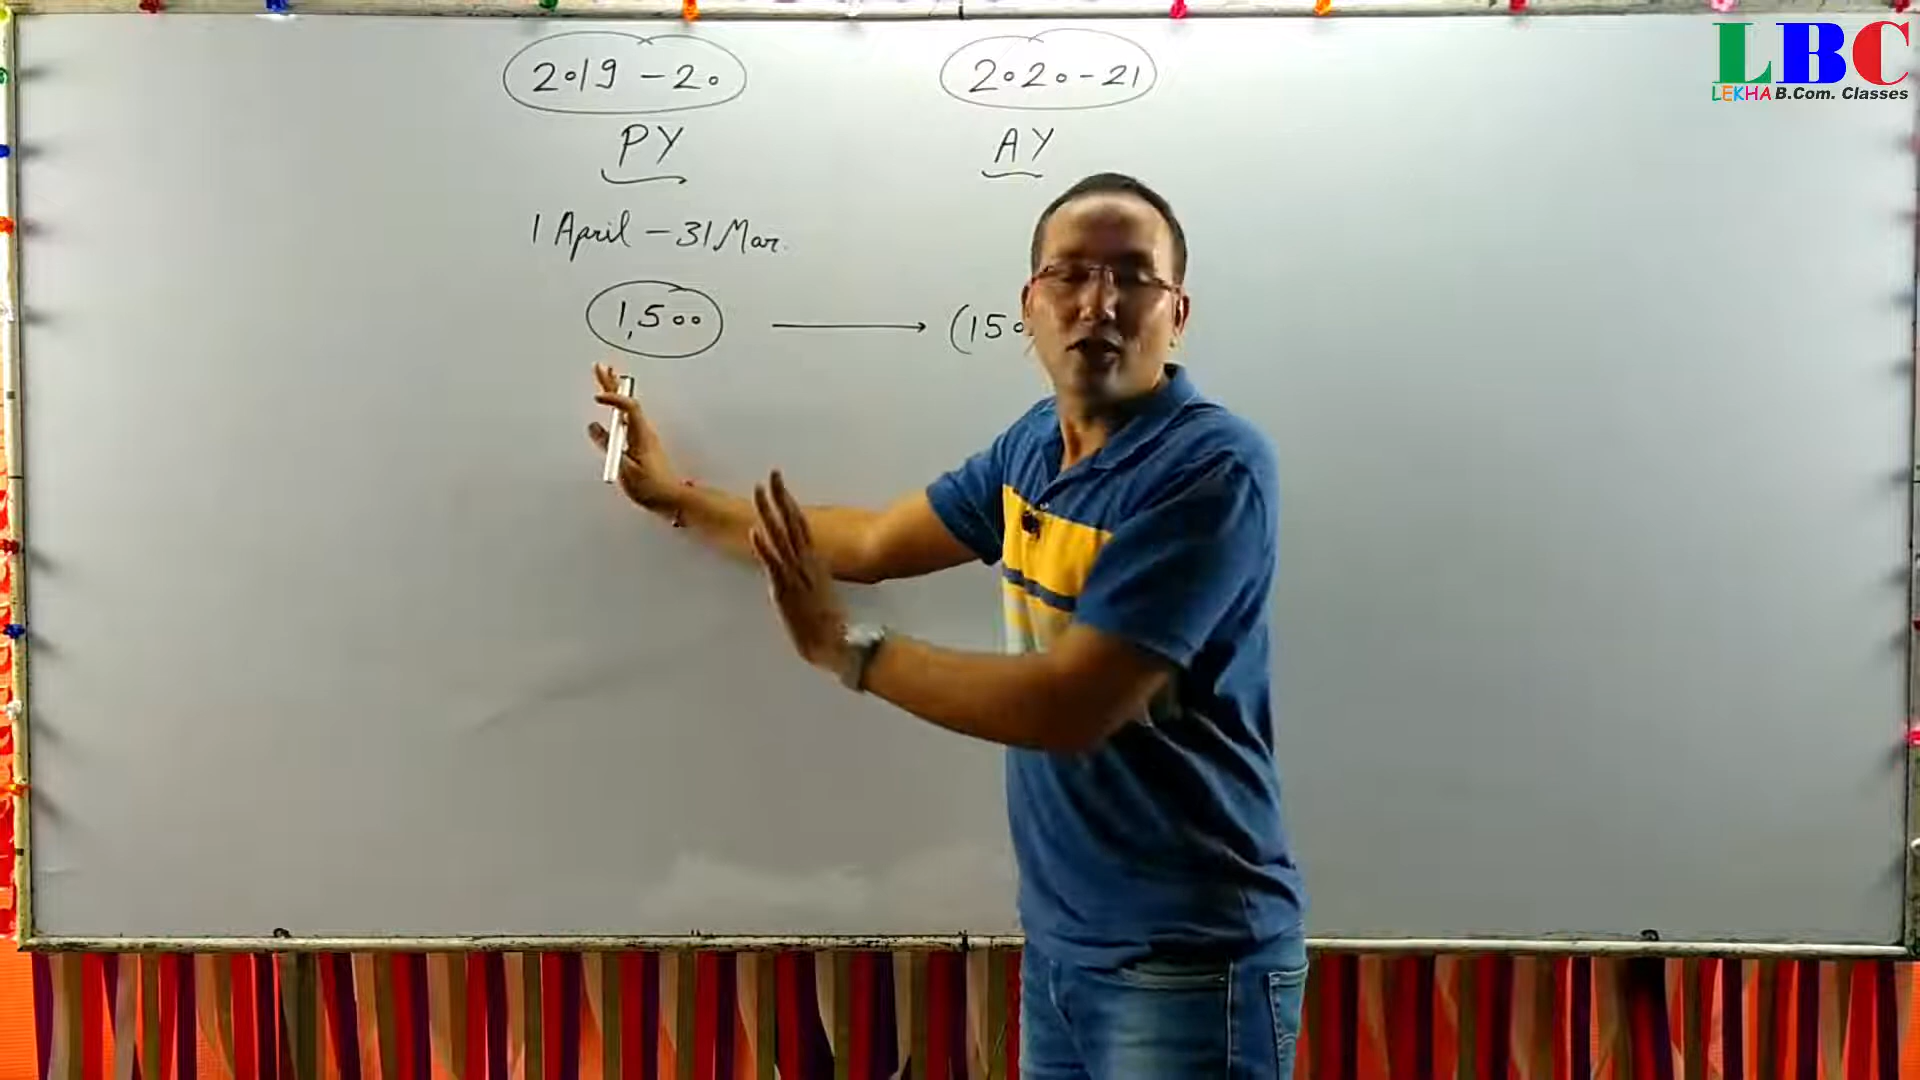 2019-20
2020-21
PY
AY
1 April - 31 Mar.
1,500
(150
LBC
LEKHA B.Com. Classes